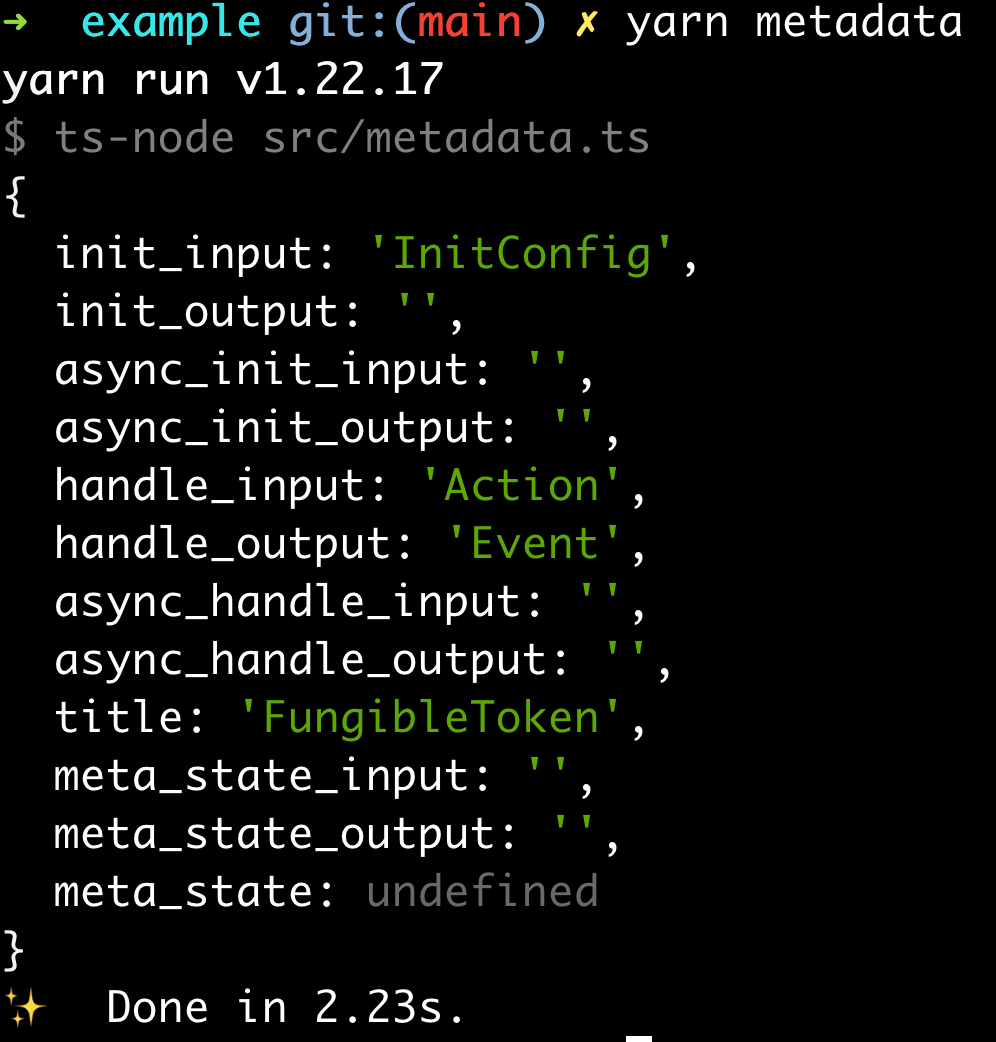 ➜  example git:(main) ✗ yarn metadata
yarn run v1.22.17
$ ts-node src/metadata.ts
{
  init_input: 'InitConfig',
  init_output: '',
  async_init_input: '',
  async_init_output: '',
  handle_input: 'Action',
  handle_output: 'Event',
  async_handle_input: '',
  async_handle_output: '',
  title: 'FungibleToken',
  meta_state_input: '',
  meta_state_output: '',
  meta_state: undefined
}
✨  Done in 2.23s.